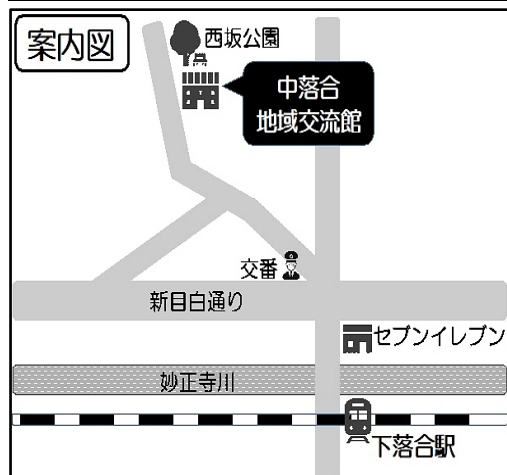 案内図
西坂公園
中落合
地域交流館
交番
新目白通り
セブンイレブン
妙正寺川
下落合駅